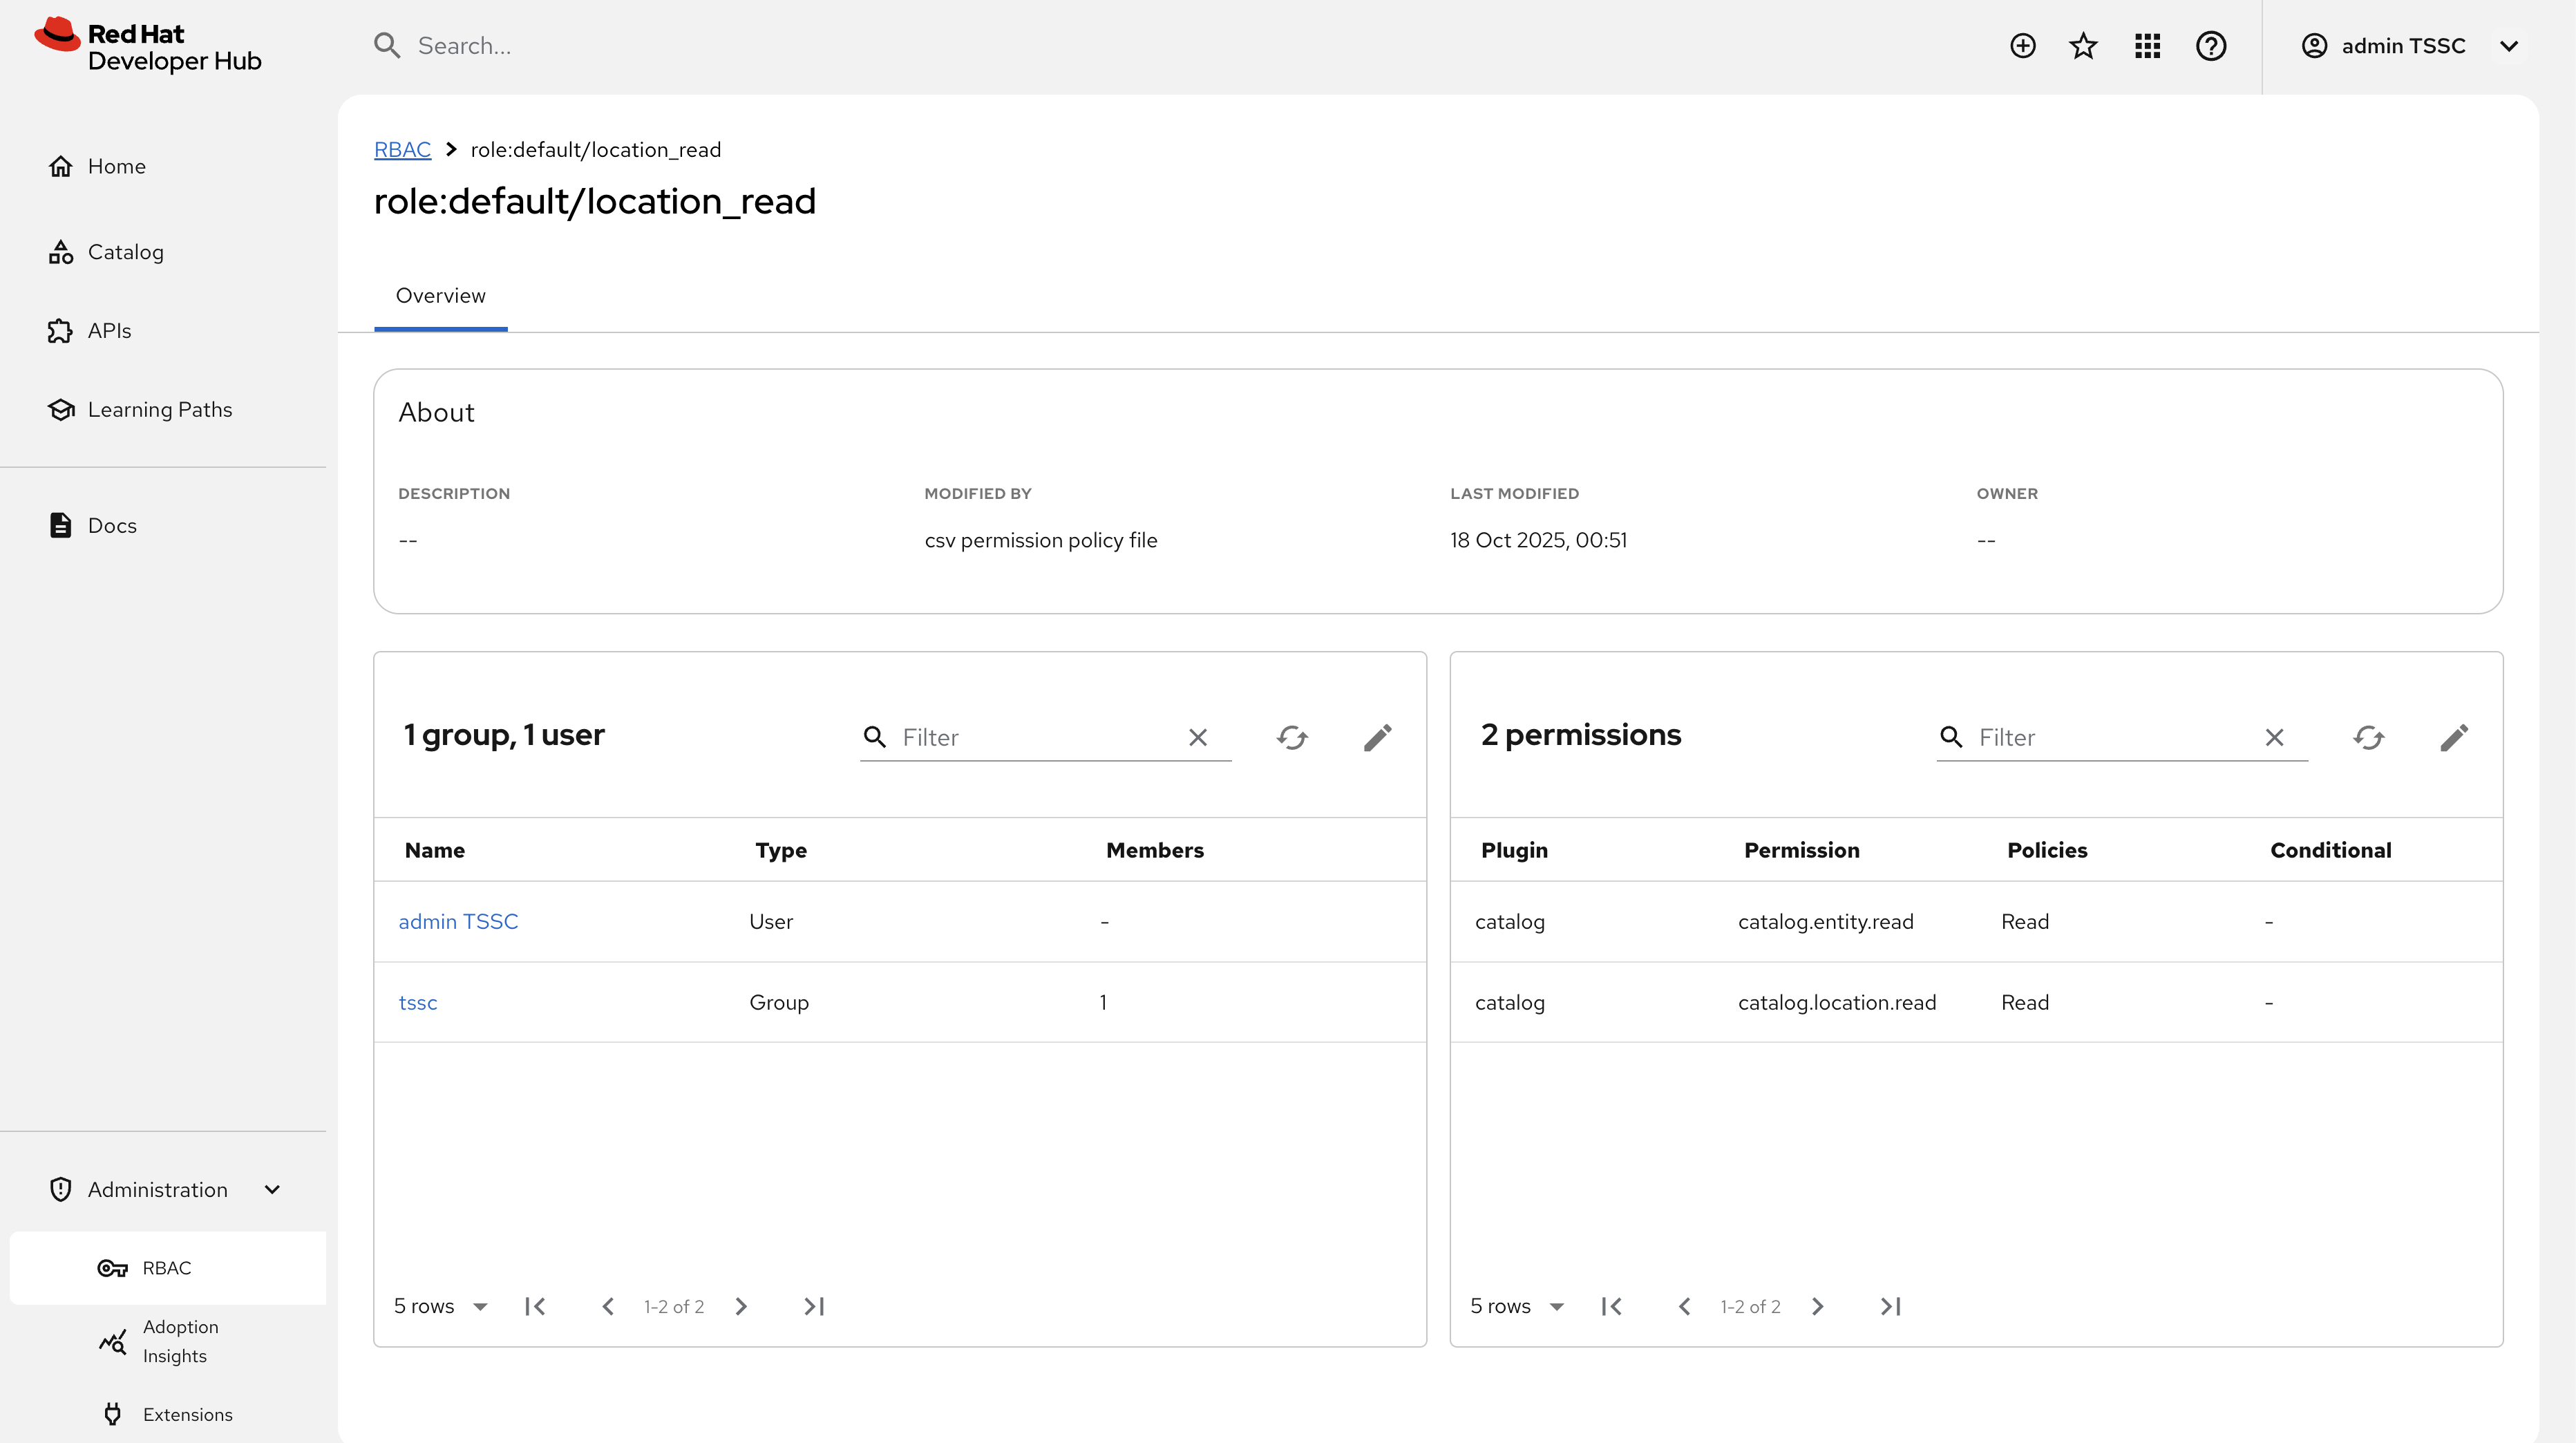 Red Hat
Developer Hub
Search...
admin TSSC
Home
Catalog
APIs
Learning Paths
Docs
Administration
RBAC
Adoption
Insights
Extensions
RBAC > role:default/location_read
role:default/location_read
Overview
About
DESCRIPTION
--
MODIFIED BY
csv permission policy file
LAST MODIFIED
18 Oct 2025, 00:51
OWNER
--
1 group, 1 user
Filter
Name Type Members
admin TSSC User -
tssc Group 1
5 rows 1-2 of 2
2 permissions
Filter
Plugin Permission Policies Conditional
catalog catalog.entity.read Read -
catalog catalog.location.read Read -
5 rows 1-2 of 2